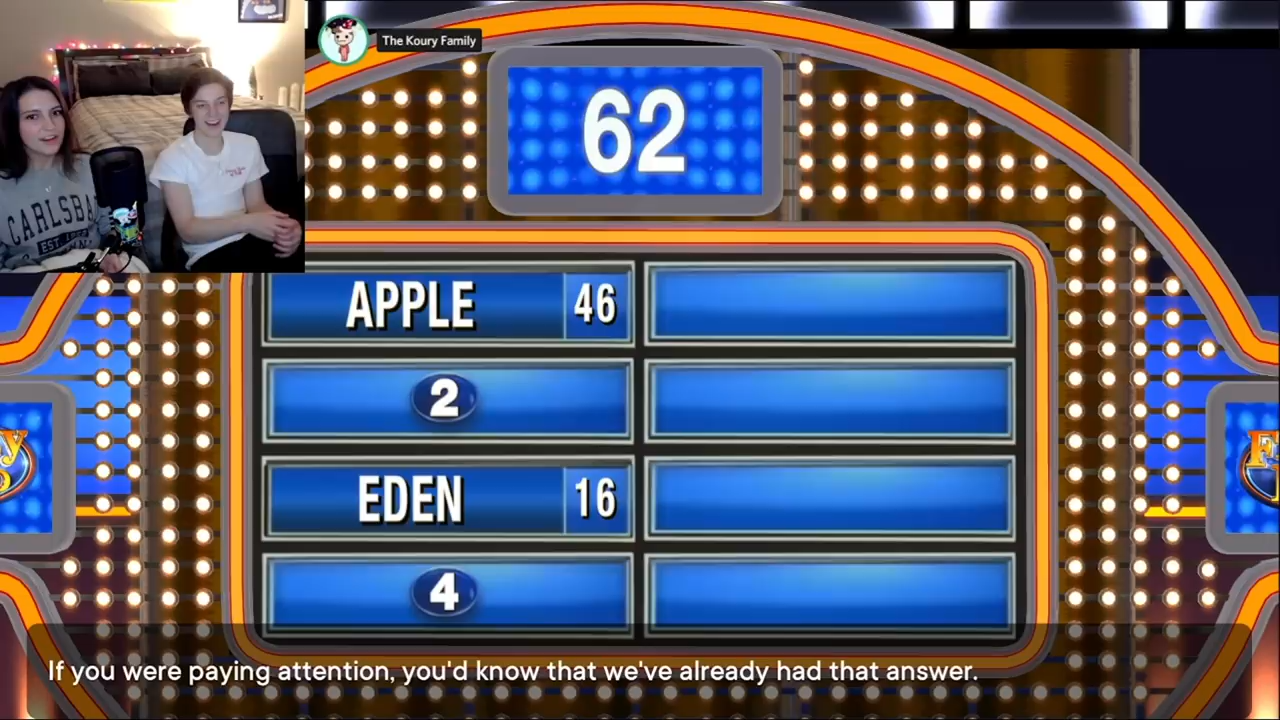 The Koury Family
62
APPLE 46
2
EDEN 16
4
CARLSBA
EST.
If you were paying attention, you'd know that we've already had that answer.